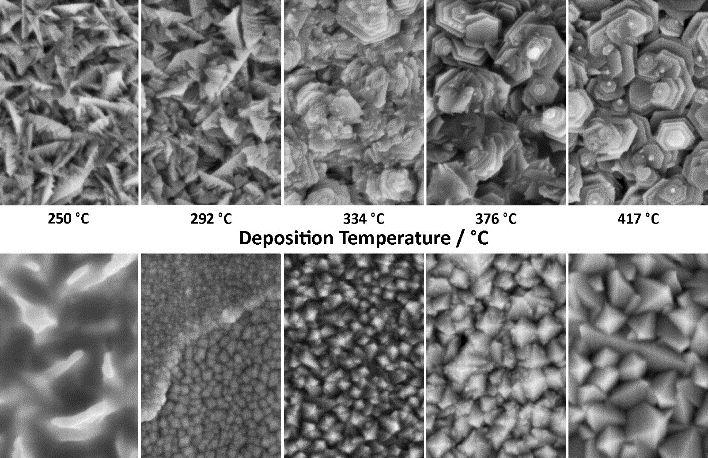 250 °C 292 °C 334 °C 376 °C 417 °C
Deposition Temperature / °C